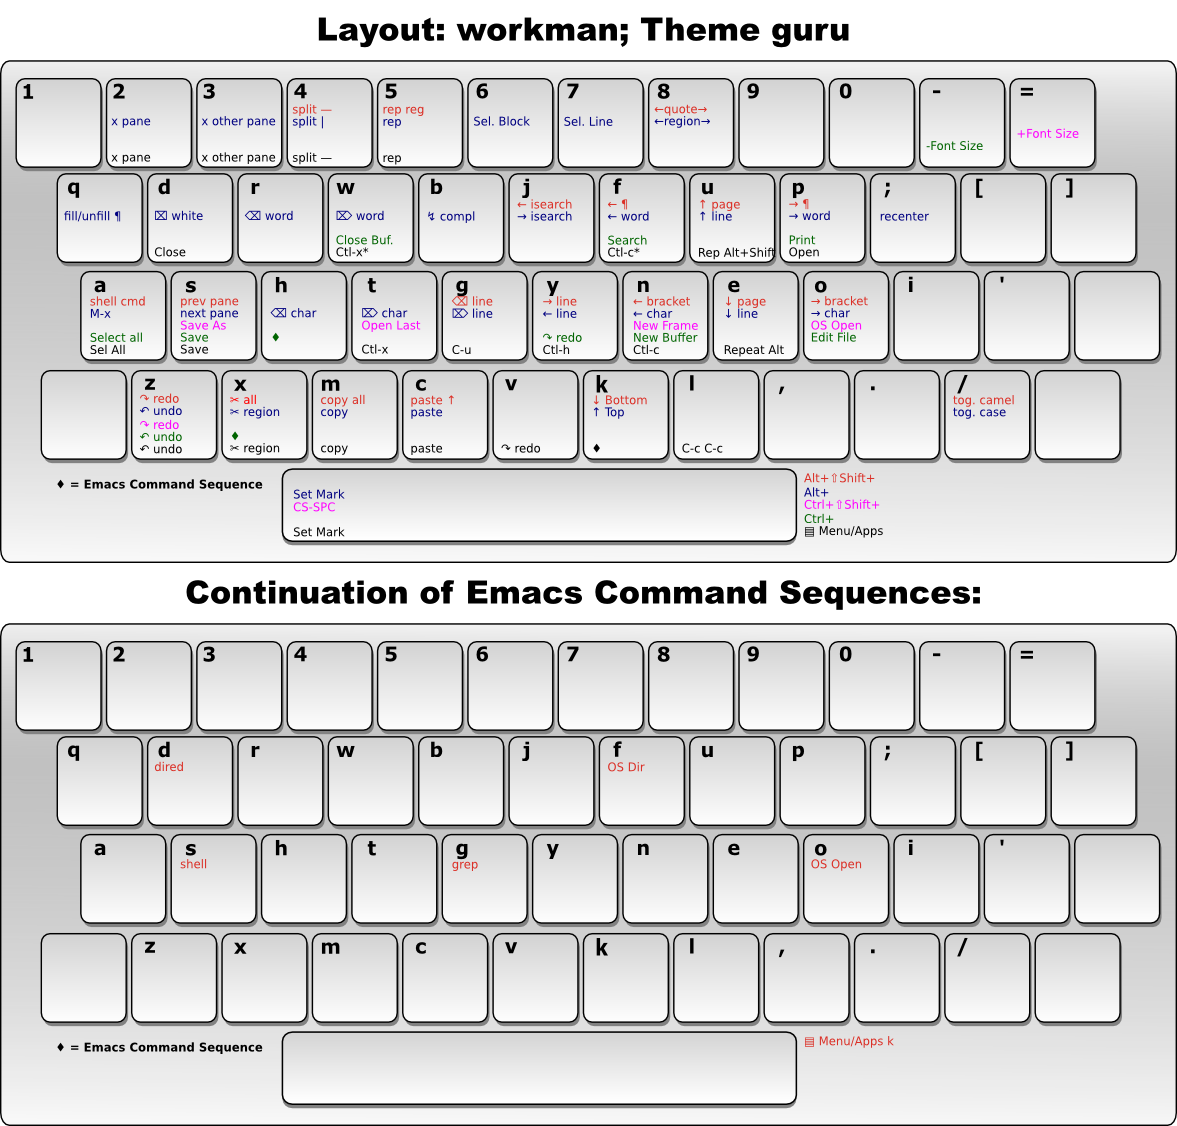 Layout: workman; Theme guru
1
2
x pane
x pane
3
x other pane
x other pane
4
split —
split |
split —
5
rep reg
rep
rep
6
Sel. Block
7
Sel. Line
8
←quote→
←region→
9
0
-
-Font Size
=
+Font Size
q
fill/unfill ¶
d
⌧ white
Close
r
⌫ word
w
⌦ word
Close Buf.
Ctl-x*
b
↯ compl
j
← isearch
→ isearch
f
← ¶
← word
Search
Ctl-c*
u
↑ page
↑ line
Rep Alt+Shift
p
→ ¶
→ word
Print
Open
;
recenter
[
]
a
shell cmd
M-x
Select all
Sel All
s
prev pane
next pane
Save As
Save
Save
h
⌫ char
♦
t
⌦ char
Open Last
Ctl-x
g
⌫ line
⌦ line
C-u
y
→ line
← line
↷ redo
Ctl-h
n
← bracket
← char
New Frame
New Buffer
Ctl-c
e
↓ page
↓ line
Repeat Alt
o
→ bracket
→ char
OS Open
Edit File
i
'
z
↷ redo
↶ undo
↷ redo
↶ undo
↶ undo
x
✂ all
✂ region
♦
✂ region
m
copy all
copy
copy
c
paste ↑
paste
paste
v
↷ redo
k
↓ Bottom
↑ Top
♦
l
C-c C-c
,
.
/
tog. camel
tog. case
♦ = Emacs Command Sequence
Set Mark
CS-SPC
Set Mark
Alt+⇧Shift+
Alt+
Ctrl+⇧Shift+
Ctrl+
▤ Menu/Apps
Continuation of Emacs Command Sequences:
1
2
3
4
5
6
7
8
9
0
-
=
q
d
dired
r
w
b
j
f
OS Dir
u
p
;
[
]
a
s
shell
h
t
g
grep
y
n
e
o
OS Open
i
'
z
x
m
c
v
k
l
,
.
/
♦ = Emacs Command Sequence
▤ Menu/Apps k